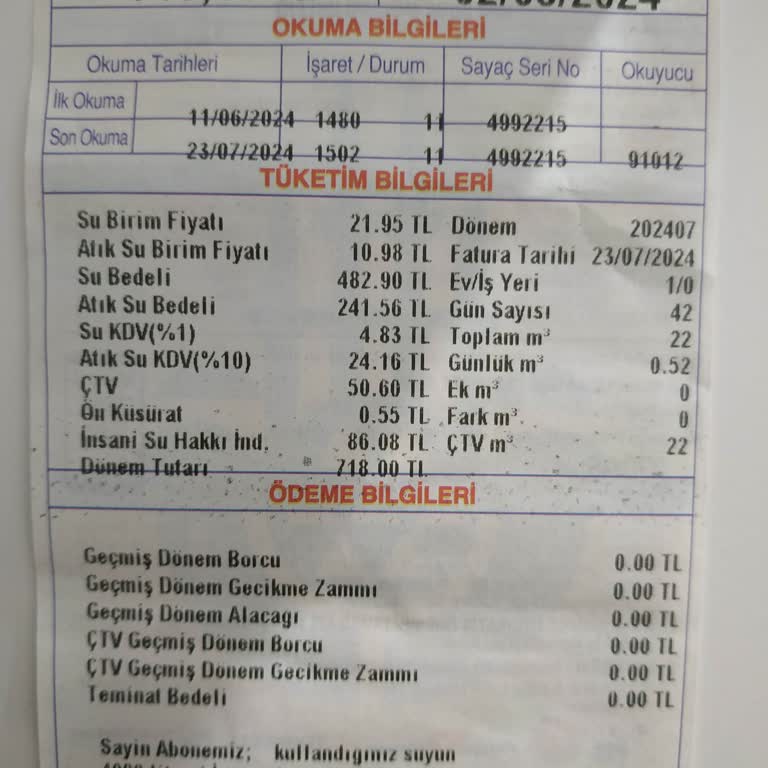 OKUMA BİLGİLERİ
Okuma Tarihleri İşaret / Durum Sayaç Seri No Okuyucu
İlk Okuma 11/06/2024 1480 11 4992215
Son Okuma 23/07/2024 1502 11 4992215 91012
TÜKETİM BİLGİLERİ
Su Birim Fiyatı 21.95 TL Dönem 202407
Atık Su Birim Fiyatı 10.98 TL Fatura Tarihi 23/07/2024
Su Bedeli 482.90 TL Ev/İş Yeri 1/0
Atık Su Bedeli 241.56 TL Gün Sayısı 42
Su KDV(%1) 4.83 TL Toplam m³ 22
Atık Su KDV(%10) 24.16 TL Günlük m³ 0.52
ÇTV 50.60 TL Ek m³ 0
Ön Küsürat 0.55 TL Fark m³ 0
İnsani Su Hakkı İnd. 86.08 TL ÇTV m³ 22
Dönem Tutarı 718.00 TL
ÖDEME BİLGİLERİ
Geçmiş Dönem Borcu 0.00 TL
Geçmiş Dönem Gecikme Zammı 0.00 TL
Geçmiş Dönem Alacağı 0.00 TL
ÇTV Geçmiş Dönem Borcu 0.00 TL
ÇTV Geçmiş Donem Gecikme Zammı 0.00 TL
Teminat Bedeli 0.00 TL
Sayin Abonemiz; kullandıgınız suyun